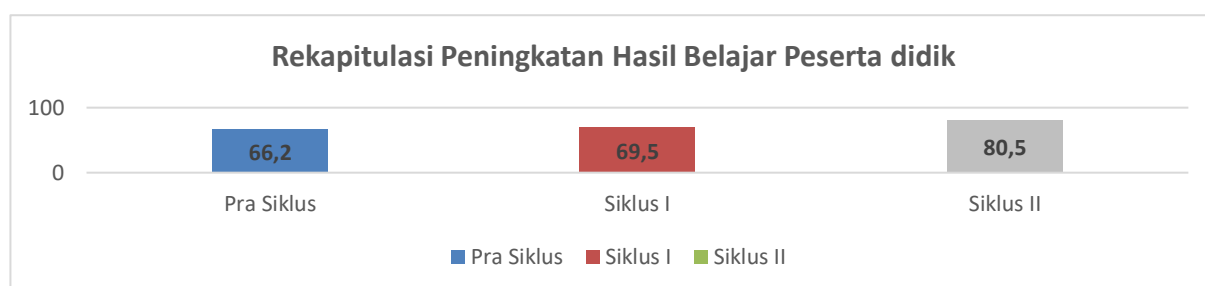 Rekapitulasi Peningkatan Hasil Belajar Peserta didik
100
66,2 69,5 80,5
0
Pra Siklus Siklus I Siklus II
Pra Siklus Siklus I Siklus II